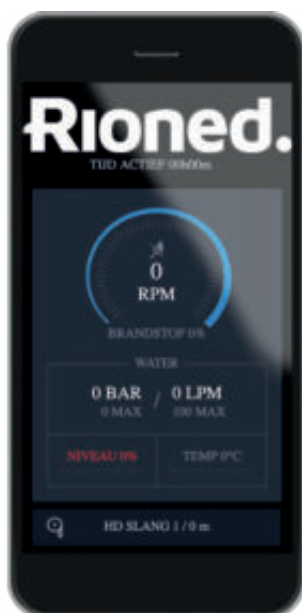 Rioned.
TIJD ACTIEF 00h00m
0
RPM
BRANDSTOF 0%
WATER
0 BAR / 0 LPM
0 MAX 100 MAX
NIVEAU 0% TEMP 0°C
HD SLANG 1 / 0 m